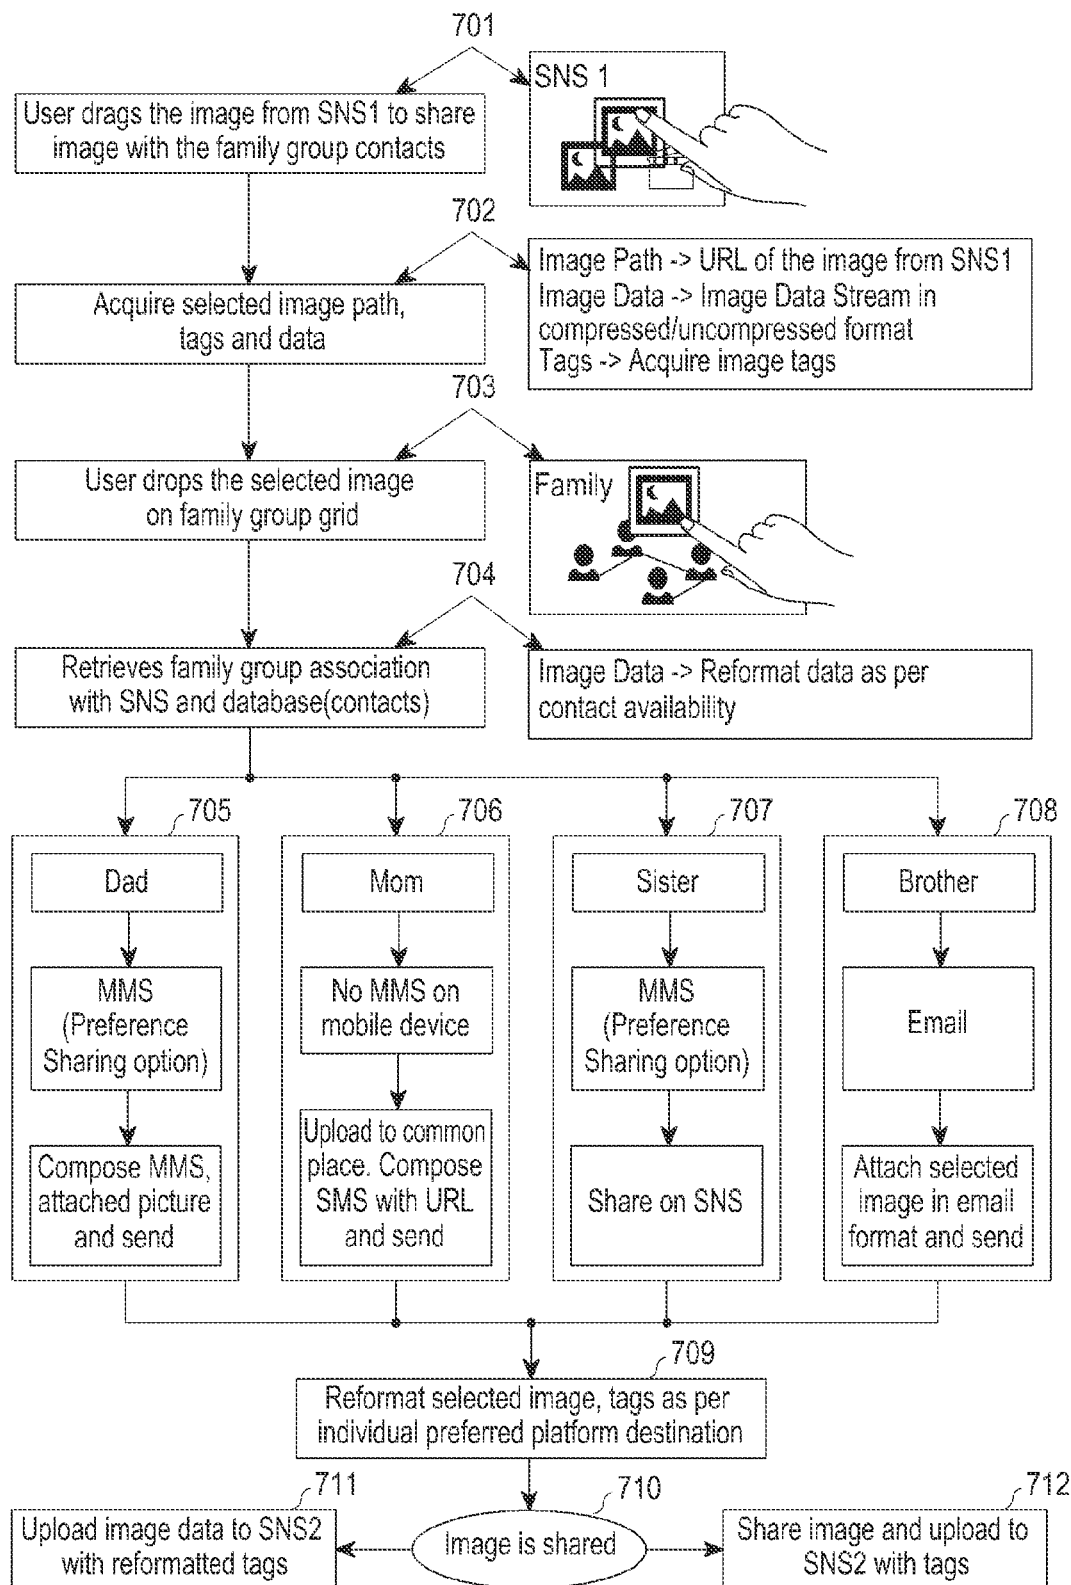 701
SNS 1
User drags the image from SNS1 to share
image with the family group contacts
702
Image Path -> URL of the image from SNS1
Image Data -> Image Data Stream in
compressed/uncompressed format
Tags -> Acquire image tags
Acquire selected image path,
tags and data
703
User drops the selected image
on family group grid
Family
704
Retrieves family group association
with SNS and database(contacts)
Image Data -> Reformat data as per
contact availability
705
706
707
708
Dad
Mom
Sister
Brother
MMS
(Preference
Sharing option)
No MMS on
mobile device
MMS
(Preference
Sharing option)
Email
Compose MMS,
attached picture
and send
Upload to common
place. Compose
SMS with URL
and send
Share on SNS
Attach selected
image in email
format and send
709
Reformat selected image, tags as per
individual preferred platform destination
711
710
712
Upload image data to SNS2
with reformatted tags
Image is shared
Share image and upload to
SNS2 with tags